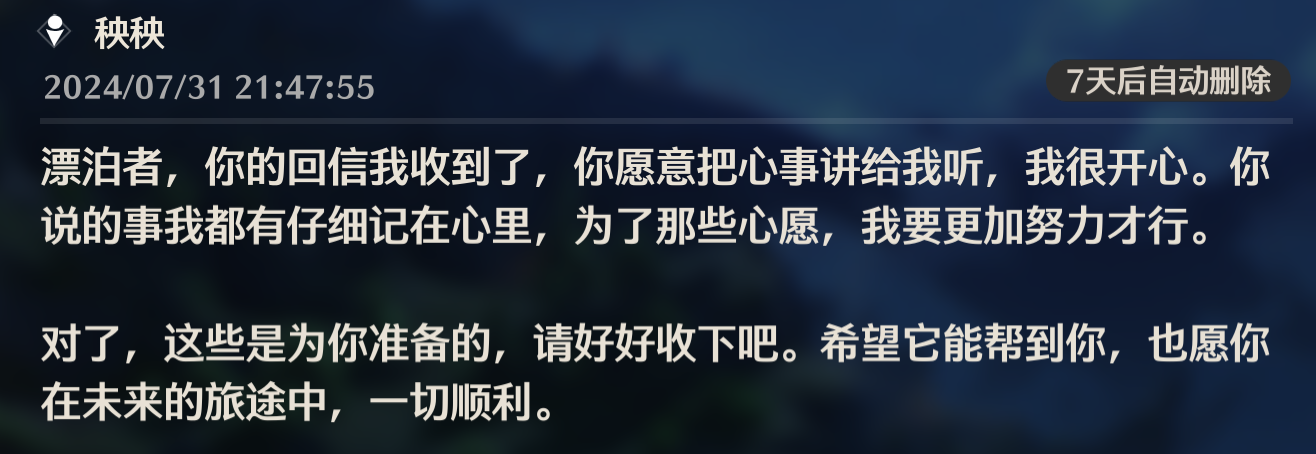 秧秧
2024/07/31 21:47:55
7天后自动删除
漂泊者，你的回信我收到了，你愿意把心事讲给我听，我很开心。你
说的事我都有仔细记在心里，为了那些心愿，我要更加努力才行。
对了，这些是为你准备的，请好好收下吧。希望它能帮到你，也愿你
在未来的旅途中，一切顺利。